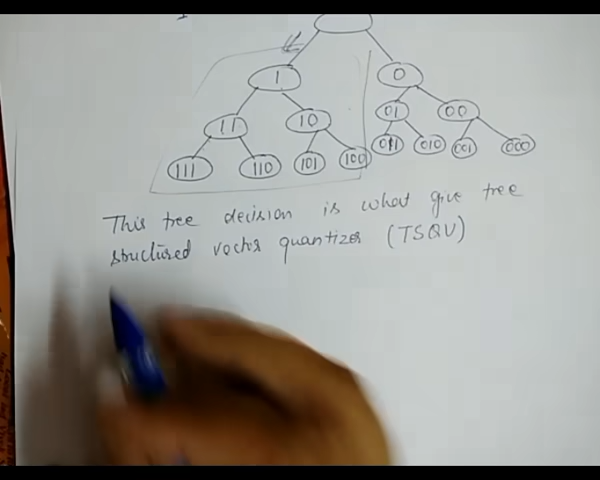 1 0
11 10 01 00
111 110 101 100 011 010 001 000
This tree decision is what give tree
structured vector quantizer (TSQV)